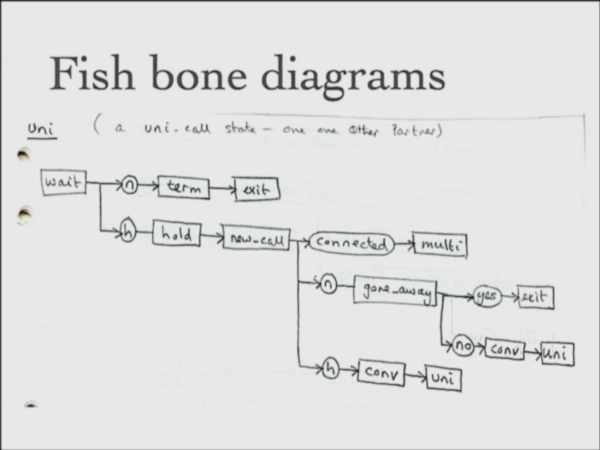 Fish bone diagrams
uni ( a uni-call state - one one other Partner)
wait n term exit
h hold new_call connected multi
n gone_away yes exit
no conv uni
h conv uni